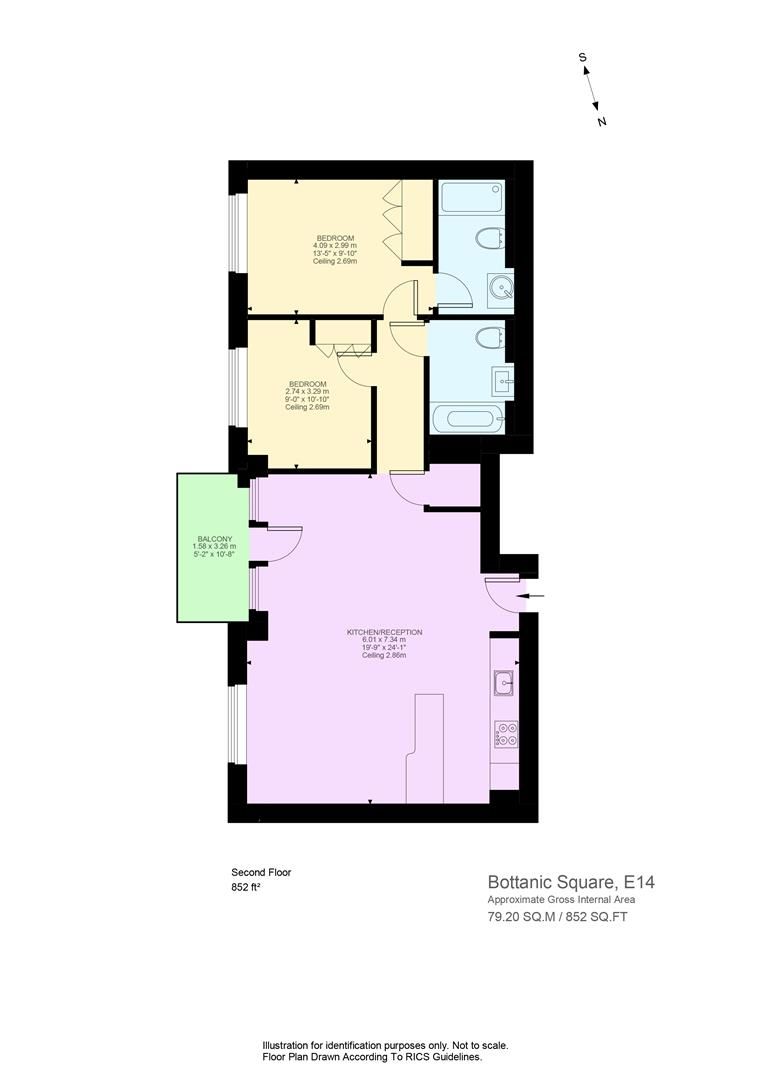 S
N
BEDROOM
4.09 x 2.99 m
13'-5" x 9'-10"
Ceiling 2.69m
BEDROOM
2.74 x 3.29 m
9'-0" x 10'-10"
Ceiling 2.69m
BALCONY
1.58 x 3.26 m
5'-2" x 10'-8"
KITCHEN/RECEPTION
6.01 x 7.34 m
19'-9" x 24'-1"
Ceiling 2.86m
Second Floor
852 ft²
Bottanic Square, E14
Approximate Gross Internal Area
79.20 SQ.M / 852 SQ.FT
Illustration for identification purposes only. Not to scale.
Floor Plan Drawn According To RICS Guidelines.